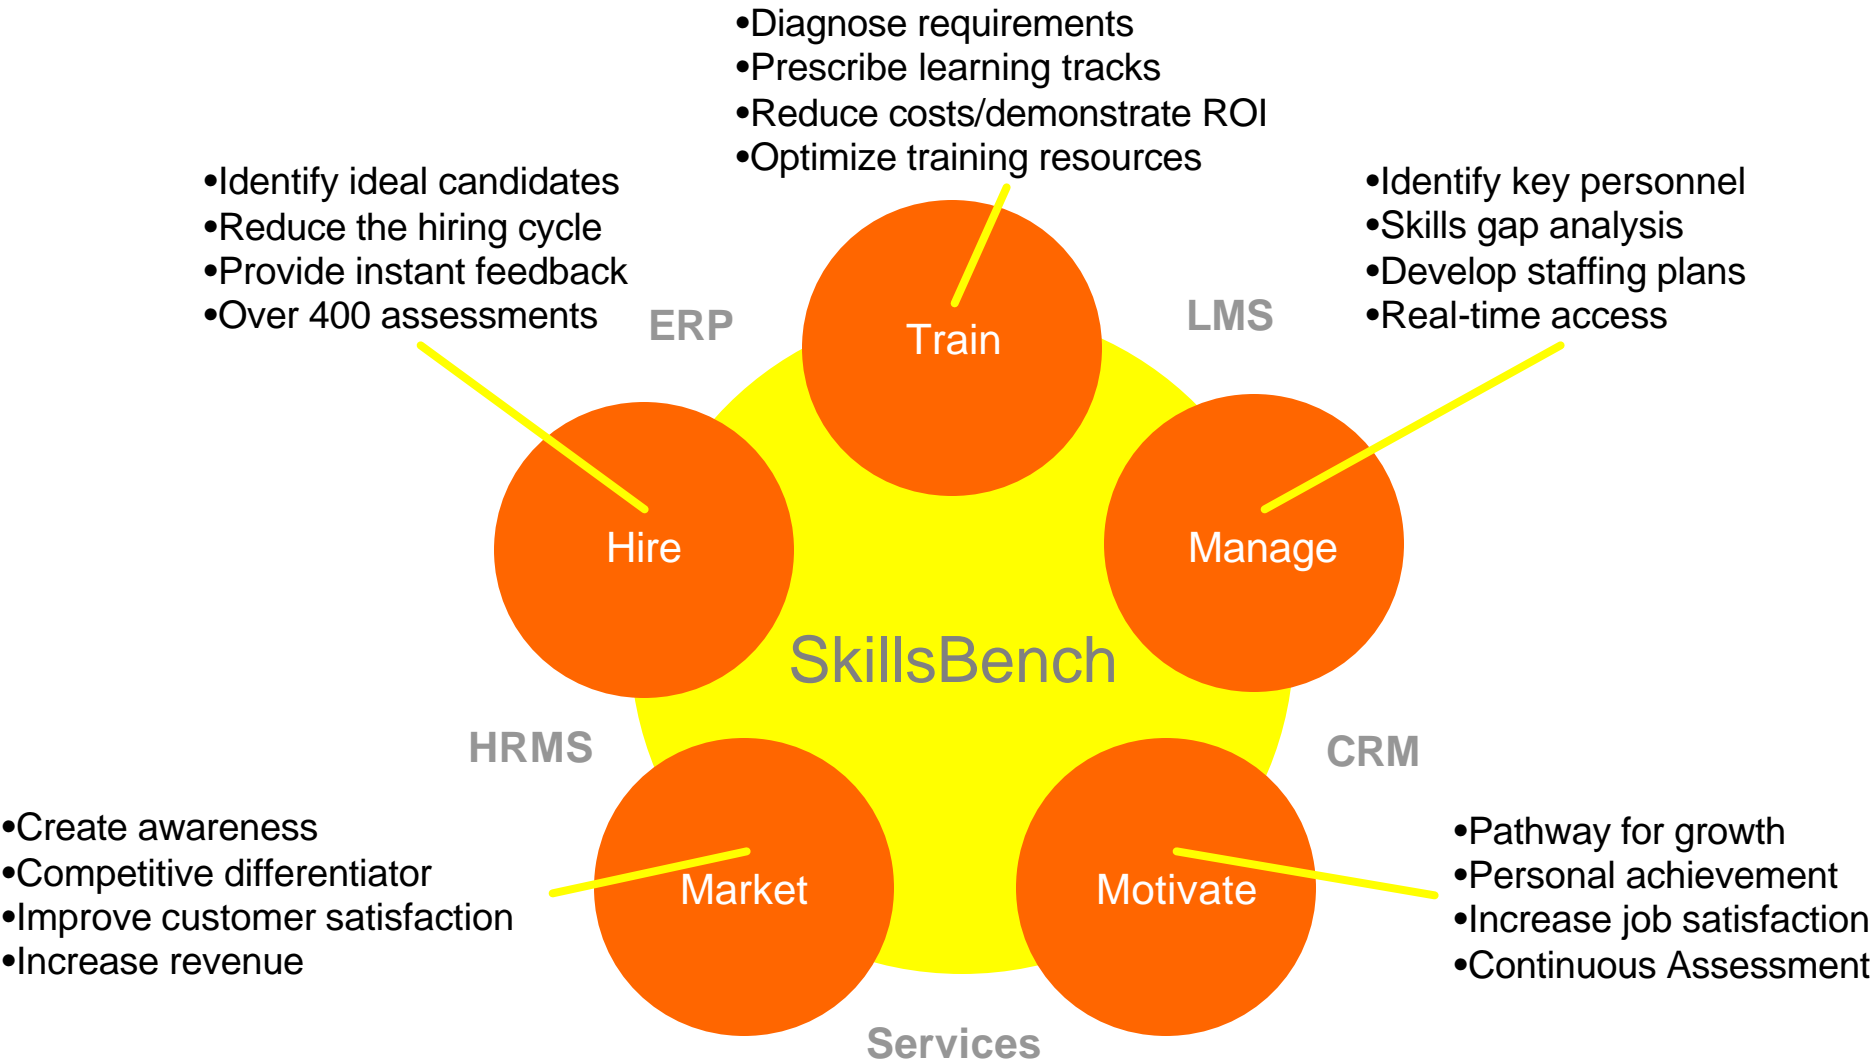 •Diagnose requirements
•Prescribe learning tracks
•Reduce costs/demonstrate ROI
•Optimize training resources
•Identify ideal candidates
•Reduce the hiring cycle
•Provide instant feedback
•Over 400 assessments
•Identify key personnel
•Skills gap analysis
•Develop staffing plans
•Real-time access
ERP
LMS
Train
Hire
Manage
SkillsBench
HRMS
CRM
•Create awareness
•Competitive differentiator
•Improve customer satisfaction
•Increase revenue
Market
Motivate
•Pathway for growth
•Personal achievement
•Increase job satisfaction
•Continuous Assessment
Services